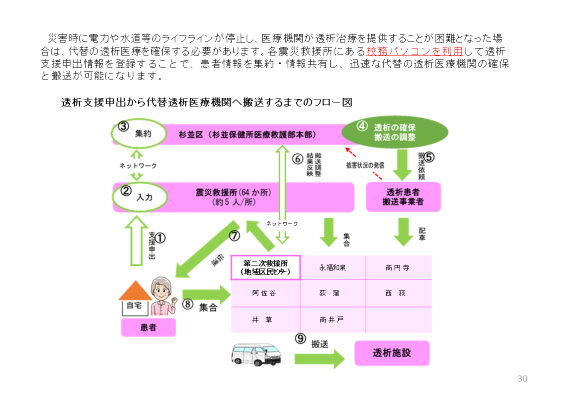 災害時に電力や水道等のライフラインが停止し、医療機関が透析治療を提供することが困難となった場
合は、代替の透析医療を確保する必要があります。各震災救援所にある校務パソコンを利用して透析
支援申出情報を登録することで、患者情報を集約・情報共有し、迅速な代替の透析医療機関の確保
と搬送が可能になります。
透析支援申出から代替透析医療機関へ搬送するまでのフロー図
③ 集約
杉並区（杉並保健所医療救護部本部）
④ 透析の確保
搬送の調整
ネットワーク
⑥ 搬送調整
結果反映
被害状況の発信
搬送依頼 ⑤
② 入力
震災救援所（64 か所）
（約 5 人／所）
透析患者
搬送事業者
支援申出 ①
ネットワーク
⑦
集合
配車
第二次救援所
（地域区民センター）
永福和泉
高円寺
阿佐谷
荻 窪
西 荻
井 草
高井戸
自宅
患者
⑧ 集合
⑨ 搬送
透析施設
30